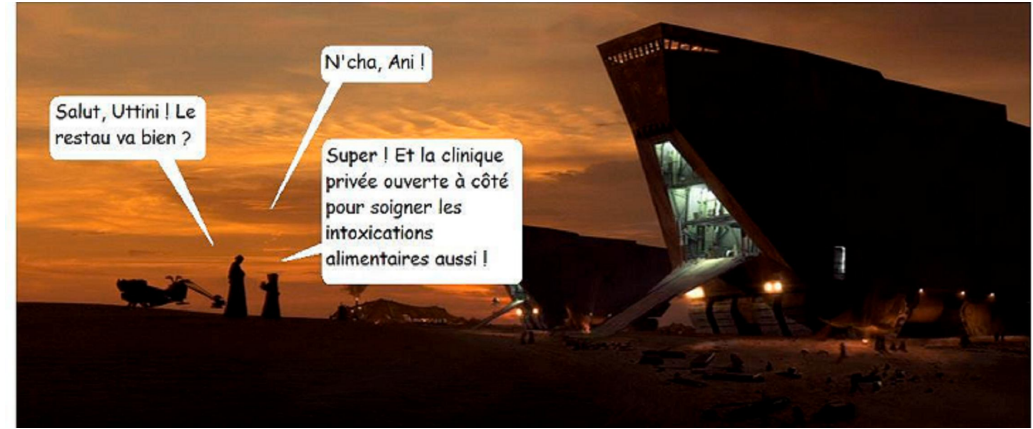 N'cha, Ani !
Salut, Uttini ! Le
restau va bien ?
Super ! Et la clinique
privée ouverte à côté
pour soigner les
intoxications
alimentaires aussi !